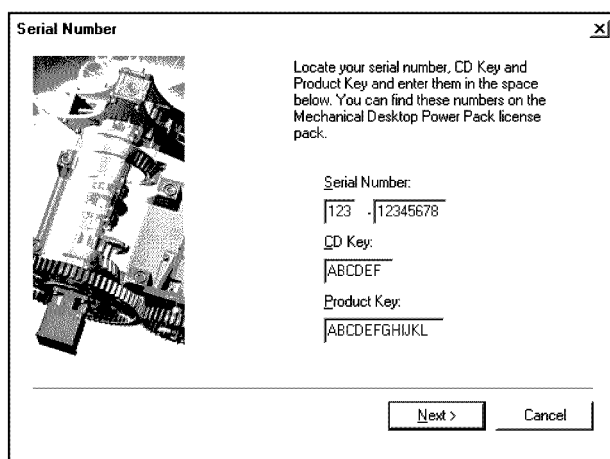 Serial Number
Locate your serial number, CD Key and
Product Key and enter them in the space
below. You can find these numbers on the
Mechanical Desktop Power Pack license
pack.
Serial Number:
123 - 12345678
CD Key:
ABCDEF
Product Key:
ABCDEFGHIJKL
Next > Cancel